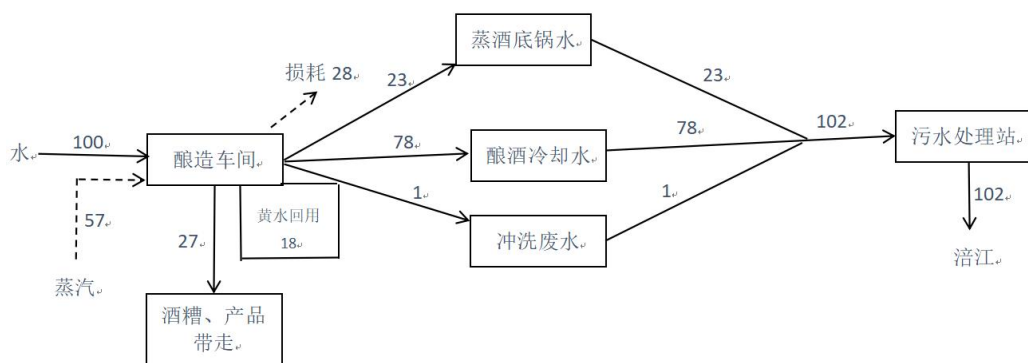 蒸酒底锅水
损耗 28
23
23
水
100
酿造车间
78
酿酒冷却水
78
102
污水处理站
57
27
黄水回用
18
1
冲洗废水
1
102
蒸汽
涪江
酒糟、产品
带走